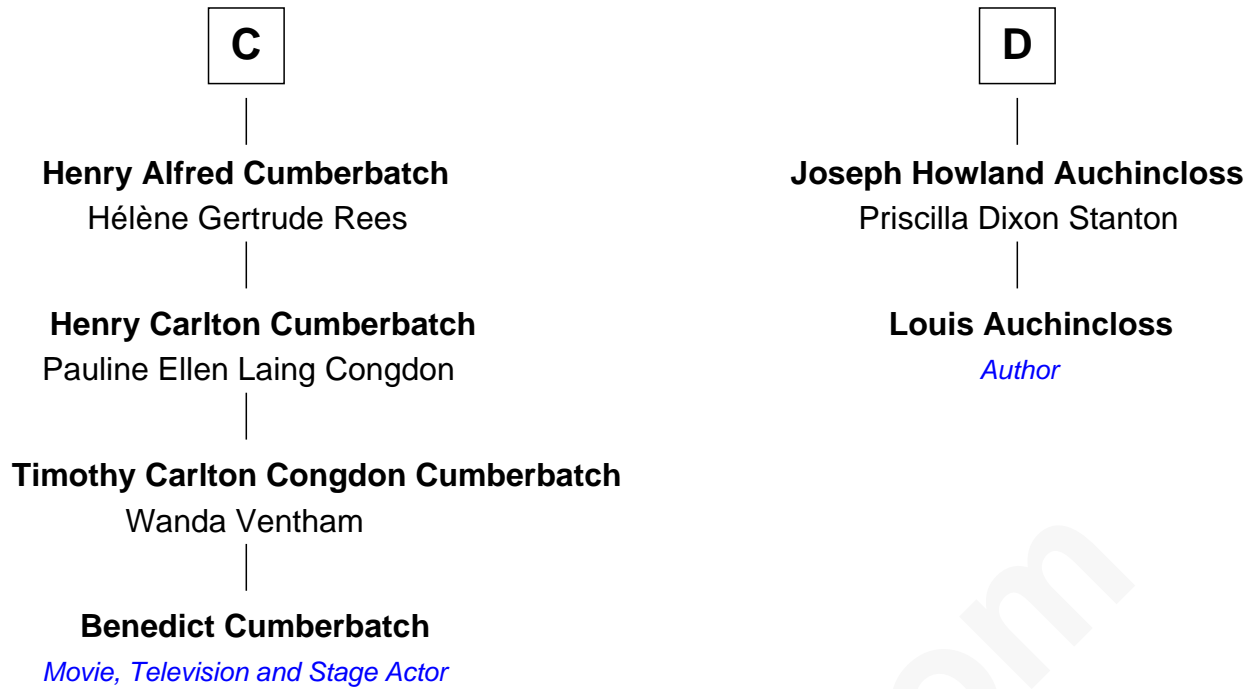 C
Henry Alfred Cumberbatch
Hélène Gertrude Rees
Henry Carlton Cumberbatch
Pauline Ellen Laing Congdon
Timothy Carlton Congdon Cumberbatch
Wanda Ventham
Benedict Cumberbatch
Movie, Television and Stage Actor
D
Joseph Howland Auchincloss
Priscilla Dixon Stanton
Louis Auchincloss
Author
om